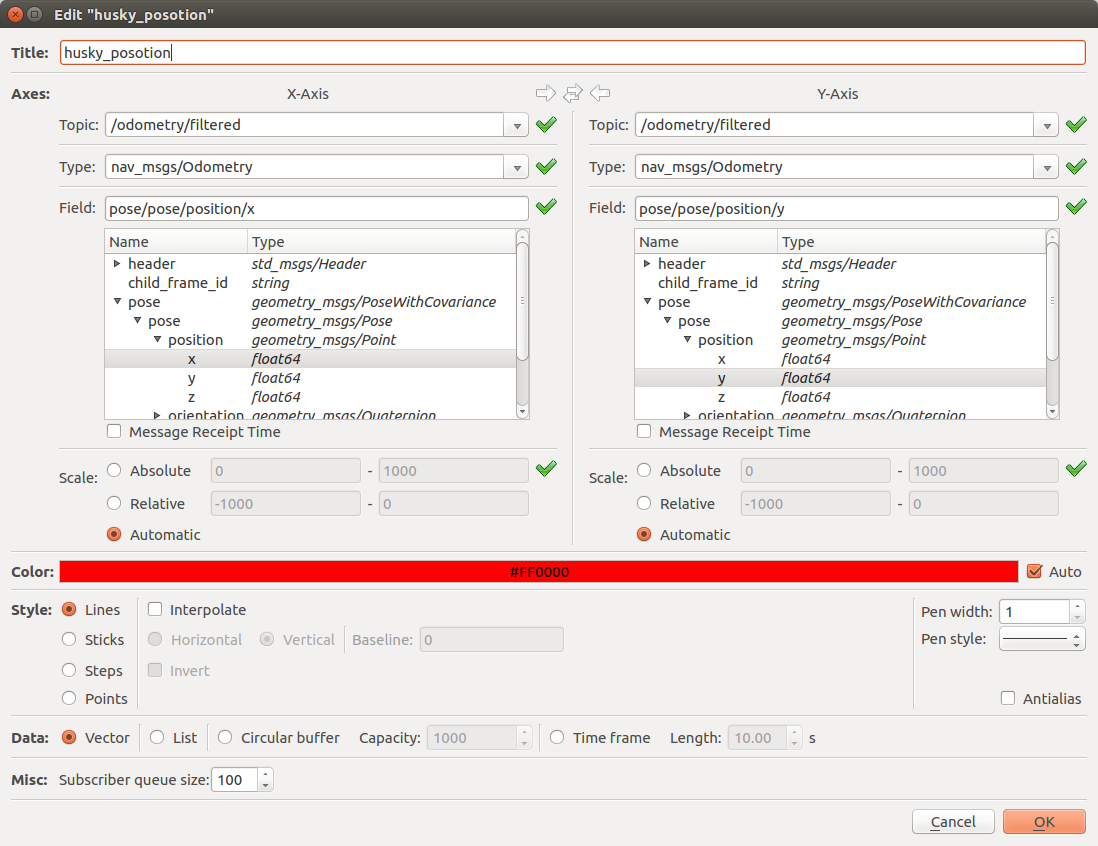 Edit "husky_posotion"
Title: husky_posotion
Axes: X-Axis Y-Axis
Topic: /odometry/filtered Topic: /odometry/filtered
Type: nav_msgs/Odometry Type: nav_msgs/Odometry
Field: pose/pose/position/x Field: pose/pose/position/y
Name Type Name Type
header std_msgs/Header header std_msgs/Header
child_frame_id string child_frame_id string
pose geometry_msgs/PoseWithCovariance pose geometry_msgs/PoseWithCovariance
pose geometry_msgs/Pose pose geometry_msgs/Pose
position geometry_msgs/Point position geometry_msgs/Point
x float64 x float64
y float64 y float64
z float64 z float64
orientation geometry_msgs/Quaternion orientation geometry_msgs/Quaternion
Message Receipt Time Message Receipt Time
Scale: Absolute 0 - 1000 Scale: Absolute 0 - 1000
Relative -1000 - 0 Relative -1000 - 0
Automatic Automatic
Color: #FF0000 Auto
Style: Lines Interpolate Pen width: 1
Sticks Horizontal Vertical Baseline: 0 Pen style:
Steps Invert
Points Antialias
Data: Vector List Circular buffer Capacity: 1000 Time frame Length: 10.00 s
Misc: Subscriber queue size: 100
Cancel OK